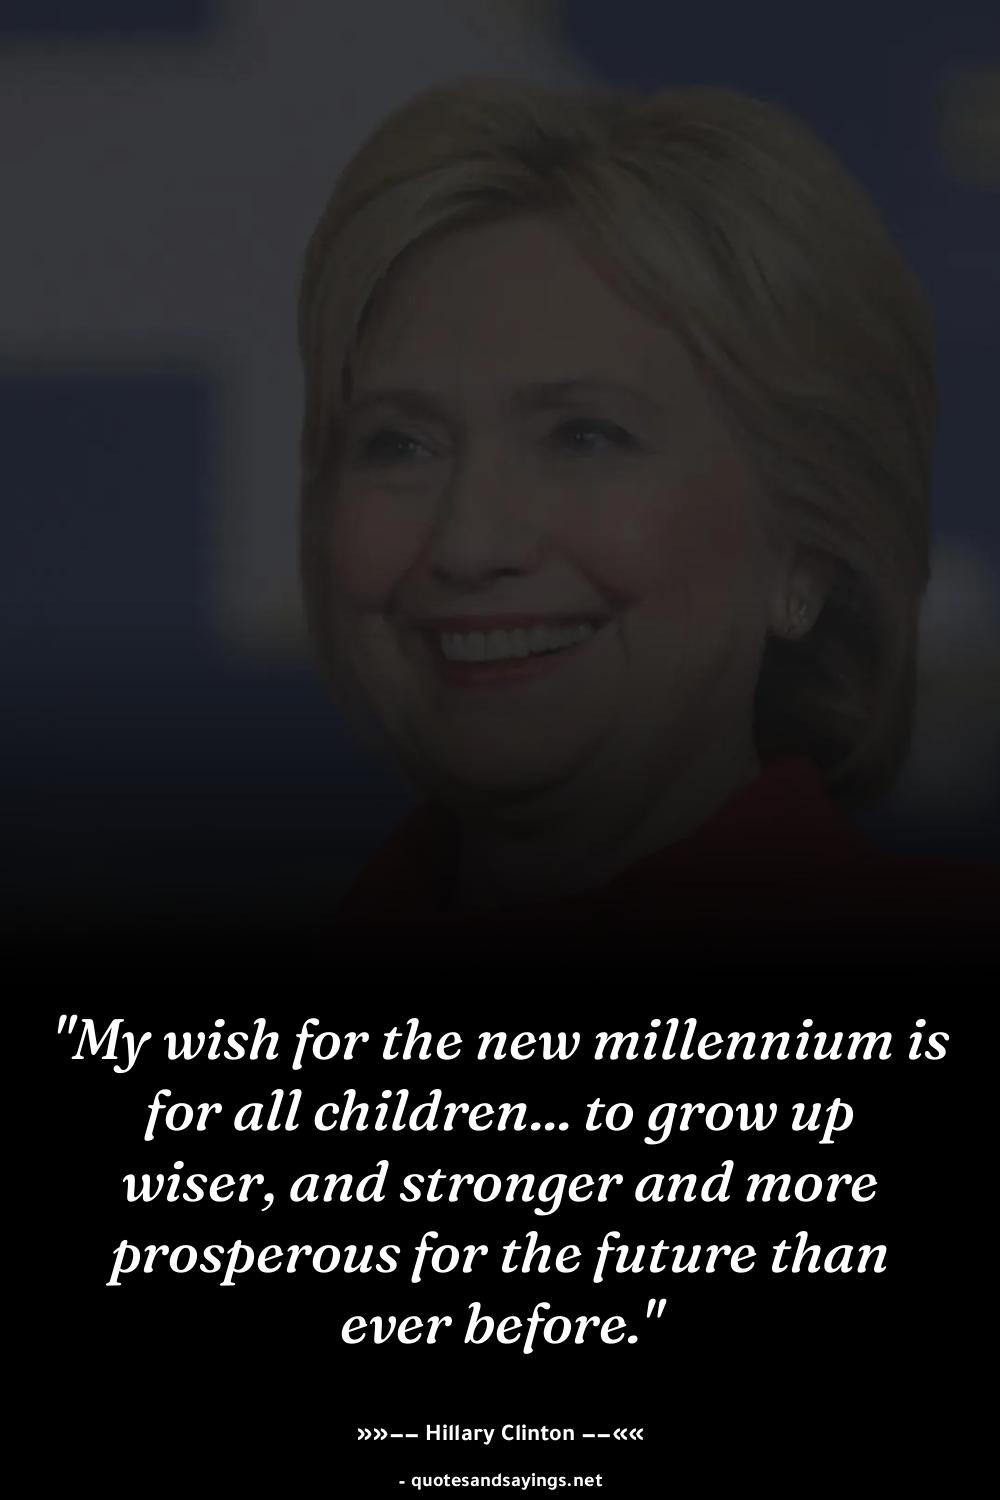 "My wish for the new millennium is
for all children... to grow up
wiser, and stronger and more
prosperous for the future than
ever before."
»»–– Hillary Clinton ––««
- quotesandsayings.net